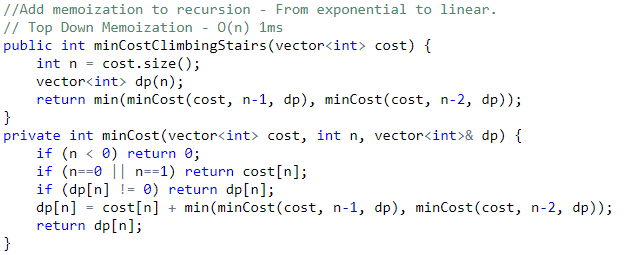 //Add memoization to recursion - From exponential to linear.
// Top Down Memoization - O(n) 1ms
public int minCostClimbingStairs(vector<int> cost) {
    int n = cost.size();
    vector<int> dp(n);
    return min(minCost(cost, n-1, dp), minCost(cost, n-2, dp));
}
private int minCost(vector<int> cost, int n, vector<int>& dp) {
    if (n < 0) return 0;
    if (n==0 || n==1) return cost[n];
    if (dp[n] != 0) return dp[n];
    dp[n] = cost[n] + min(minCost(cost, n-1, dp), minCost(cost, n-2, dp));
    return dp[n];
}